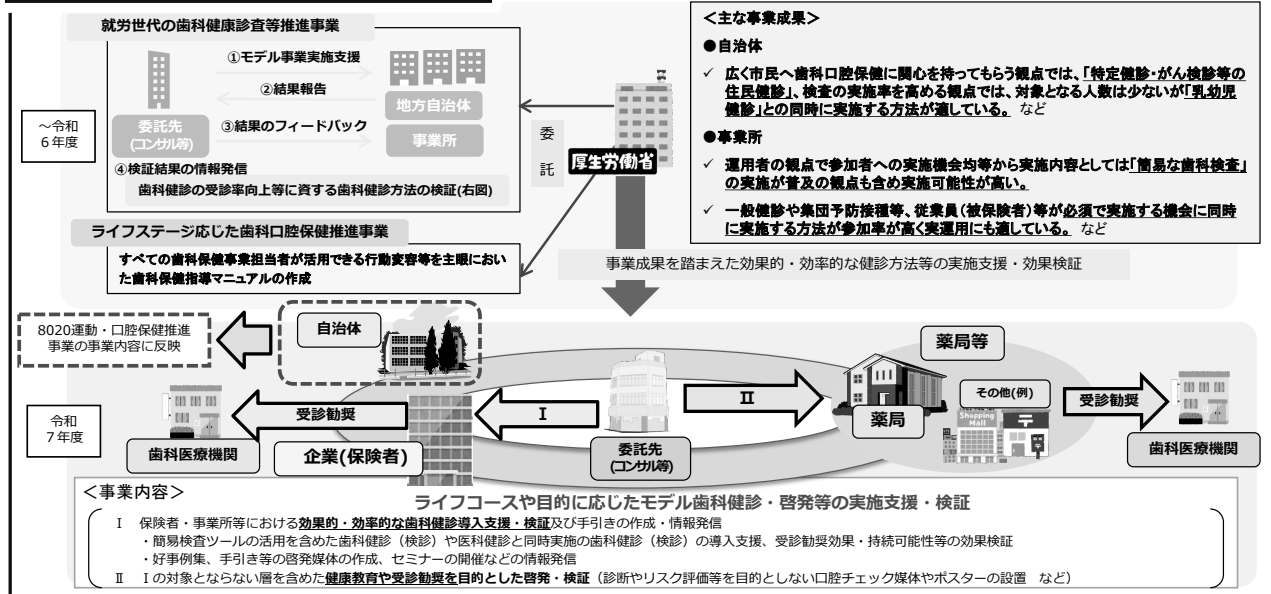 就労世代の歯科健康診査等推進事業
～令和
6年度
①モデル事業実施支援
②結果報告
③結果のフィードバック
委託先
(コンサル等)
地方自治体
事業所
④検証結果の情報発信
歯科健診の受診率向上等に資する歯科健診方法の検証(右図)
ライフステージ応じた歯科口腔保健推進事業
すべての歯科保健事業担当者が活用できる行動変容等を主眼におい
た歯科保健指導マニュアルの作成
委
託
厚生労働省
＜主な事業成果＞
●自治体
✓ 広く市民へ歯科口腔保健に関心を持ってもらう観点では、「特定健診・がん検診等の
住民健診」、検査の実施率を高める観点では、対象となる人数は少ないが「乳幼児
健診」との同時に実施する方法が適している。 など
●事業所
✓ 運用者の観点で参加者への実施機会均等から実施内容としては「簡易な歯科検査」
の実施が普及の観点も含め実施可能性が高い。
✓ 一般健診や集団予防接種等、従業員（被保険者）等が必須で実施する機会に同時
に実施する方法が参加率が高く実運用にも適している。 など
事業成果を踏まえた効果的・効率的な健診方法等の実施支援・効果検証
8020運動・口腔保健推進
事業の事業内容に反映
自治体
令和
7年度
歯科医療機関
受診勧奨
企業(保険者)
Ⅰ
委託先
(コンサル等)
Ⅱ
薬局等
薬局
その他(例)
Shopping
Mall
〒
受診勧奨
歯科医療機関
＜事業内容＞
ライフコースや目的に応じたモデル歯科健診・啓発等の実施支援・検証
Ⅰ 保険者・事業所等における効果的・効率的な歯科健診導入支援・検証及び手引きの作成・情報発信
・簡易検査ツールの活用を含めた歯科健診（検診）や医科健診と同時実施の歯科健診（検診）の導入支援、受診勧奨効果・持続可能性等の効果検証
・好事例集、手引き等の啓発媒体の作成、セミナーの開催などの情報発信
Ⅱ Ⅰの対象とならない層を含めた健康教育や受診勧奨を目的とした啓発・検証（診断やリスク評価等を目的としない口腔チェック媒体やポスターの設置 など）